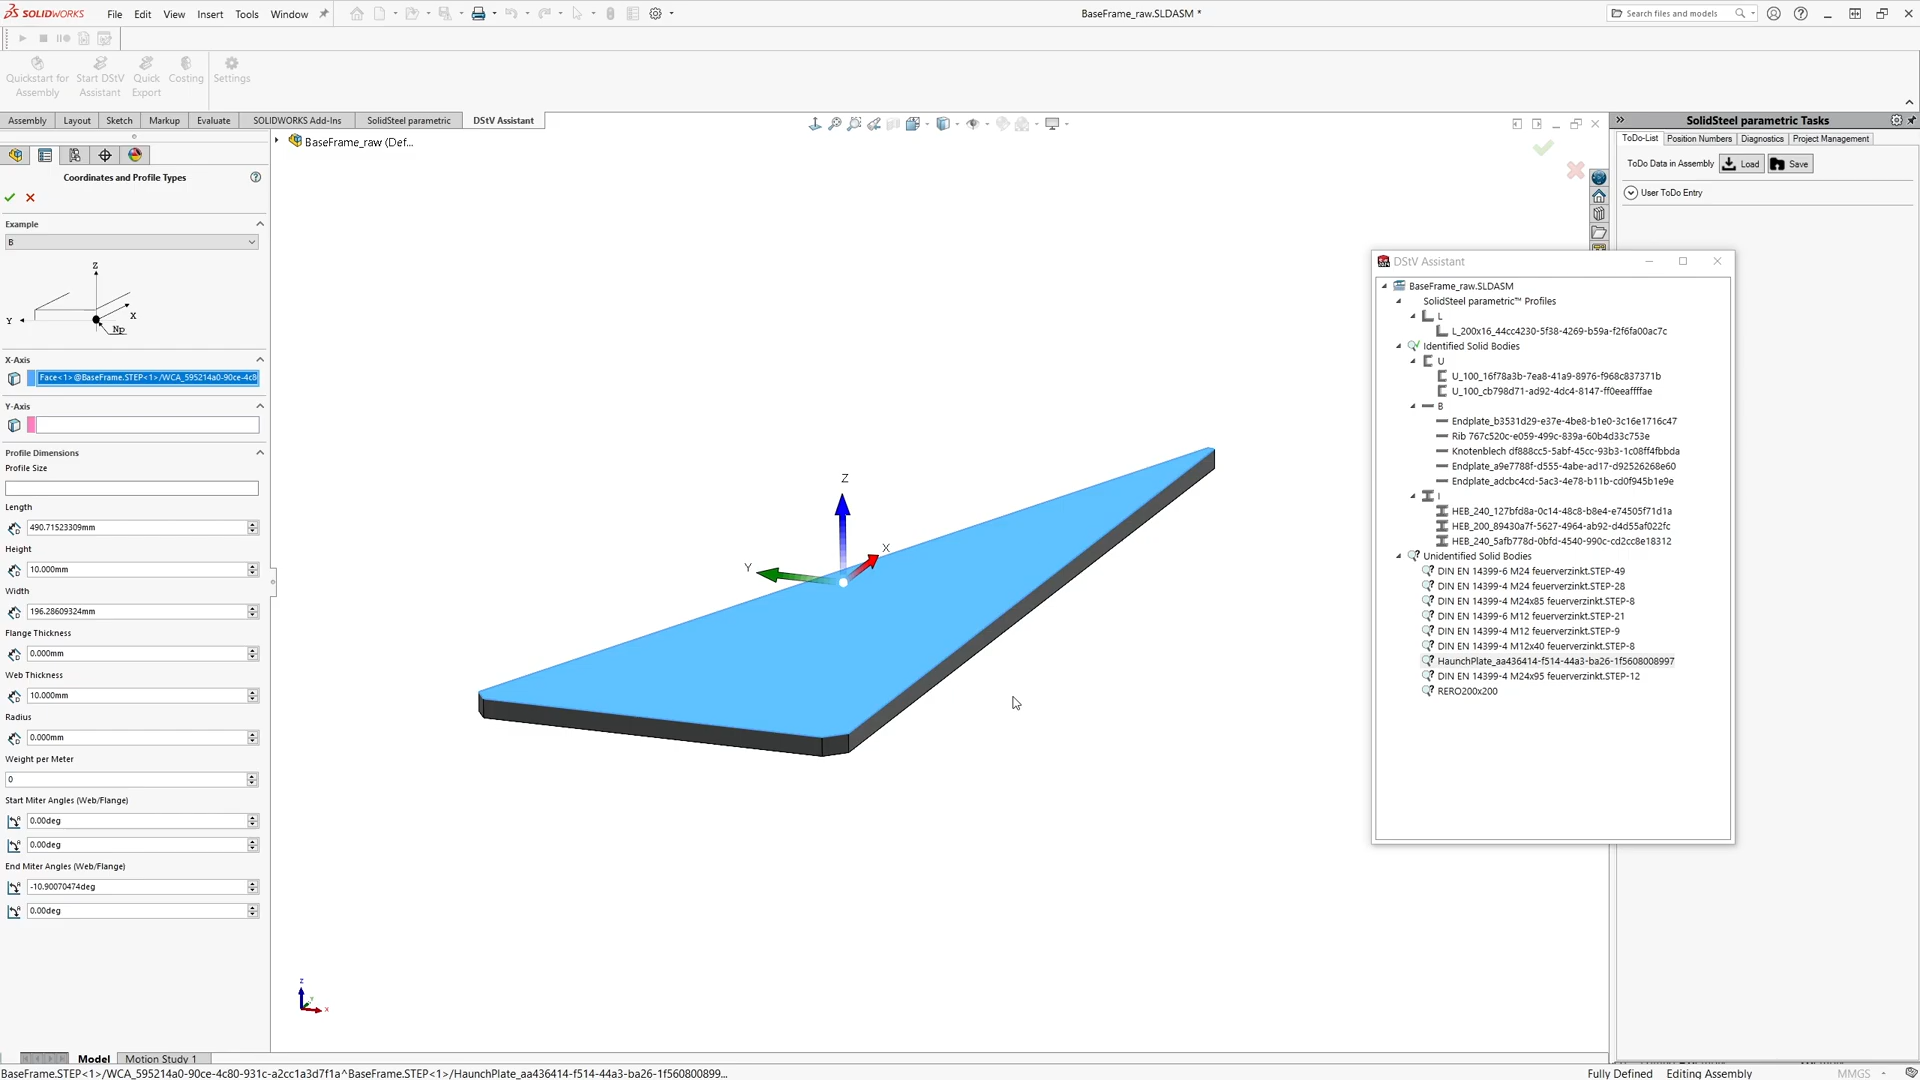 SOLIDWORKS File Edit View Insert Tools Window
BaseFrame_raw.SLDASM *
Search files and models
Quickstart for Assembly
Start DStV Assistant
Quick Export
Costing
Settings
Assembly Layout Sketch Markup Evaluate SOLIDWORKS Add-Ins SolidSteel parametric DStV Assistant
BaseFrame_raw (Def...
Coordinates and Profile Types
Example
B
Z
Y
X
Np
X-Axis
Face<1> @BaseFrame.STEP<1>/WCA_595214a0-90ce-4c8
Y-Axis
Profile Dimensions
Profile Size
Length
490.71523309mm
Height
10.000mm
Width
196.28609324mm
Flange Thickness
0.000mm
Web Thickness
10.000mm
Radius
0.000mm
Weight per Meter
0
Start Miter Angles (Web/Flange)
0.00deg
0.00deg
End Miter Angles (Web/Flange)
-10.90070474deg
0.00deg
Z
X
Y
Z
Y
X
DStV Assistant
BaseFrame_raw.SLDASM
SolidSteel parametric™ Profiles
L
L_200x16_44cc4230-5f38-4269-b59a-f2f6fa00ac7c
Identified Solid Bodies
U
U_100_16f78a3b-7ea8-41a9-8976-f968c837371b
U_100_cb798d71-ad92-4dc4-8147-ff0eeaffffae
B
Endplate_b3531d29-e37e-4be8-b1e0-3c16e1716c47
Rib 767c520c-e059-499c-839a-60b4d33c753e
Knotenblech df888cc5-5abf-45cc-93b3-1c08ff4fbbda
Endplate_a9e7788f-d555-4abe-ad17-d92526268e60
Endplate_adcbc4cd-5ac3-4e78-b11b-cd0f945b1e9e
I
HEB_240_127bfd8a-0c14-48c8-b8e4-e74505f71d1a
HEB_200_89430a7f-5627-4964-ab92-d4d55af022fc
HEB_240_5afb778d-0bfd-4540-990c-cd2cc8e18312
Unidentified Solid Bodies
DIN EN 14399-6 M24 feuerverzinkt.STEP-49
DIN EN 14399-4 M24 feuerverzinkt.STEP-28
DIN EN 14399-4 M24x85 feuerverzinkt.STEP-8
DIN EN 14399-6 M12 feuerverzinkt.STEP-21
DIN EN 14399-4 M12 feuerverzinkt.STEP-9
DIN EN 14399-4 M12x40 feuerverzinkt.STEP-8
HaunchPlate_aa436414-f514-44a3-ba26-1f5608008997
DIN EN 14399-4 M24x95 feuerverzinkt.STEP-12
RERO200x200
SolidSteel parametric Tasks
ToDo-List Position Numbers Diagnostics Project Management
ToDo Data in Assembly Load Save
User ToDo Entry
Model Motion Study 1
BaseFrame.STEP<1>/WCA_595214a0-90ce-4c80-931c-a2cc1a3d7f1a^BaseFrame.STEP<1>/HaunchPlate_aa436414-f514-44a3-ba26-1f560800899...
Fully Defined Editing Assembly MMGS